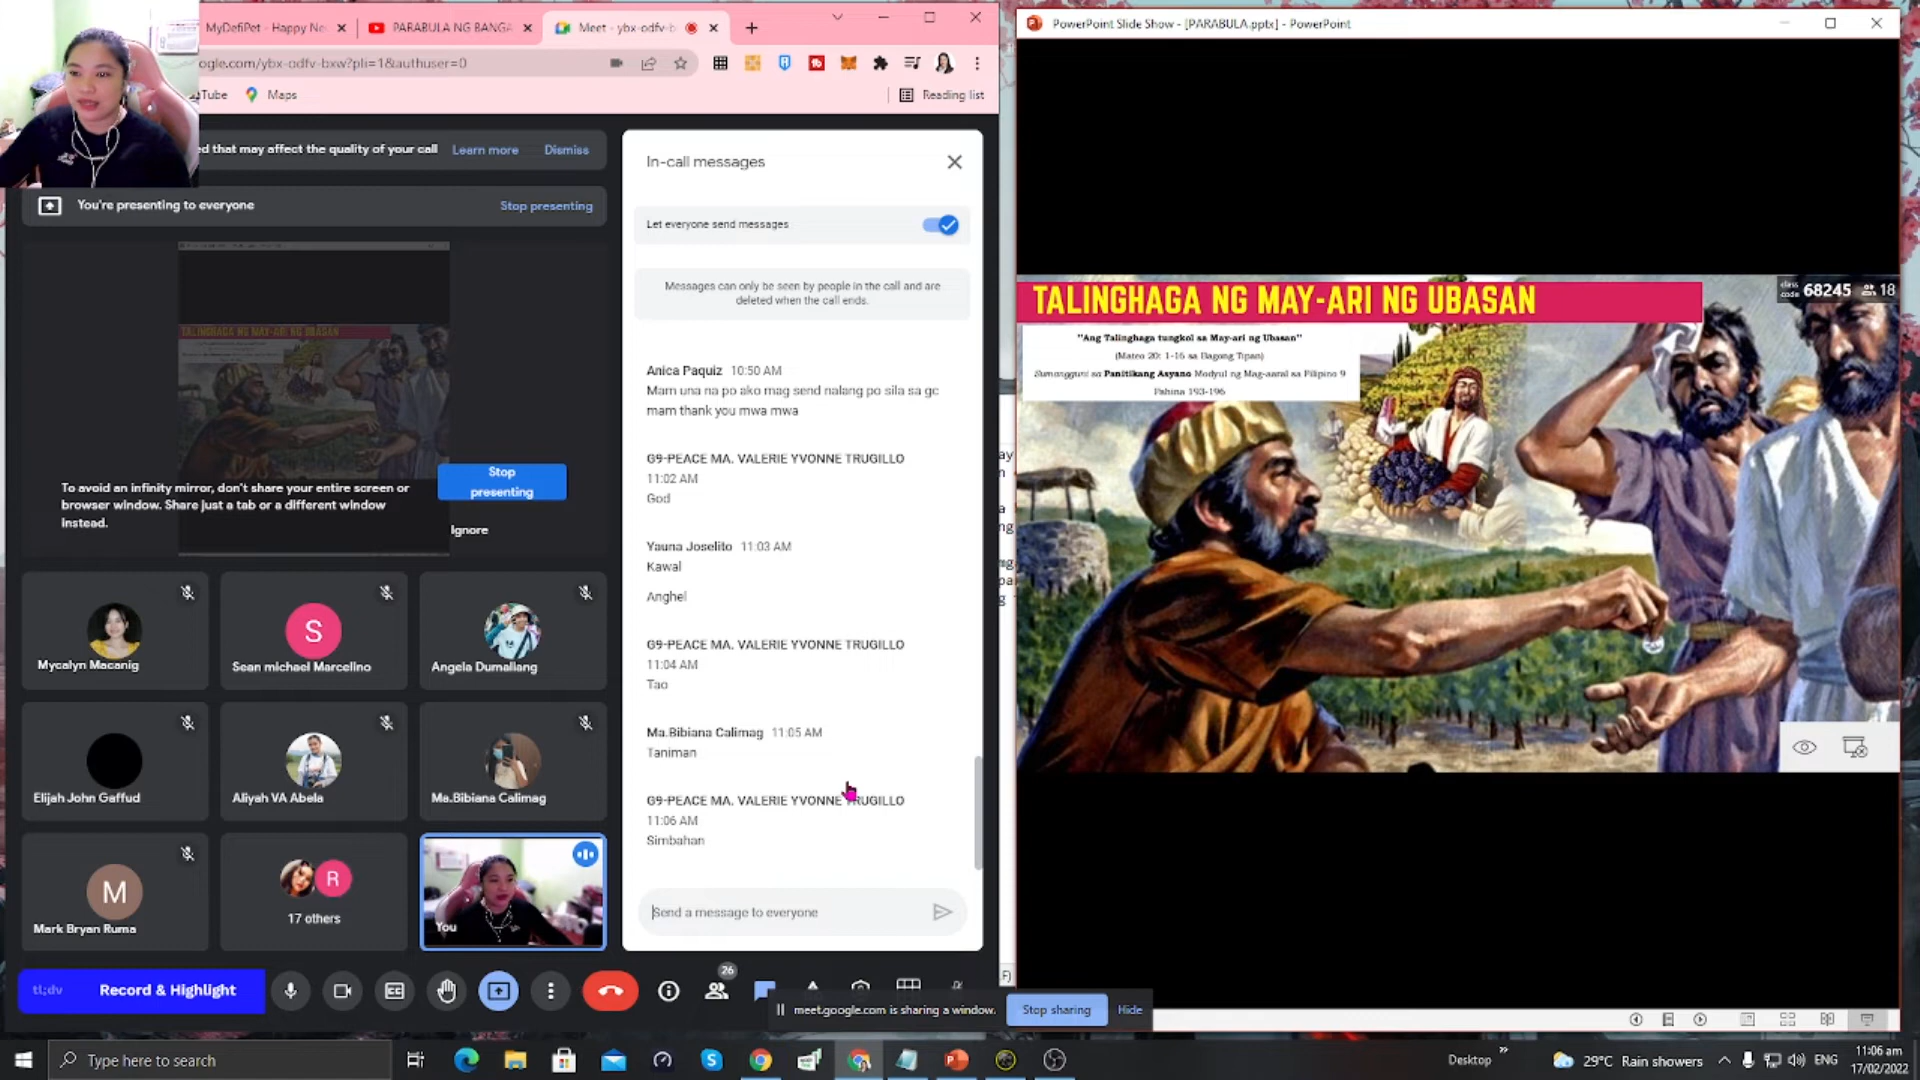 MyDefiPet - Happy Ne
PARABULA NG BANGA
Meet - ybx-odfv-b
ogle.com/ybx-odfv-bxw?pli=1&authuser=0
Tube
Maps
Reading list
ed that may affect the quality of your call
Learn more
Dismiss
You're presenting to everyone
Stop presenting
To avoid an infinity mirror, don't share your entire screen or
browser window. Share just a tab or a different window
instead.
Stop
presenting
Ignore
Mycalyn Macanig
S
Sean michael Marcelino
Angela Dumallang
Elijah John Gaffud
Aliyah VA Abela
Ma.Bibiana Calimag
M
Mark Bryan Ruma
R
17 others
You
tl;dv
Record & Highlight
26
In-call messages
Let everyone send messages
Messages can only be seen by people in the call and are
deleted when the call ends.
Anica Paquiz 10:50 AM
Mam una na po ako mag send nalang po sila sa gc
mam thank you mwa mwa
G9-PEACE MA. VALERIE YVONNE TRUGILLO
11:02 AM
God
Yauna Joselito 11:03 AM
Kawal
Anghel
G9-PEACE MA. VALERIE YVONNE TRUGILLO
11:04 AM
Tao
Ma.Bibiana Calimag 11:05 AM
Taniman
G9-PEACE MA. VALERIE YVONNE TRUGILLO
11:06 AM
Simbahan
Send a message to everyone
meet.google.com is sharing a window.
Stop sharing
Hide
PowerPoint Slide Show - [PARABULA.pptx] - PowerPoint
TALINGHAGA NG MAY-ARI NG UBASAN
class
code
68245
18
"Ang Talinghaga tungkol sa May-ari ng Ubasan"
(Mateo 20: 1-16 sa Bagong Tipan)
Sumangguni sa Panitikang Asyano Modyul ng Mag-aaral sa Filipino 9
Pahina 193-196
Type here to search
Desktop
29°C Rain showers
ENG
11:06 am
17/02/2022